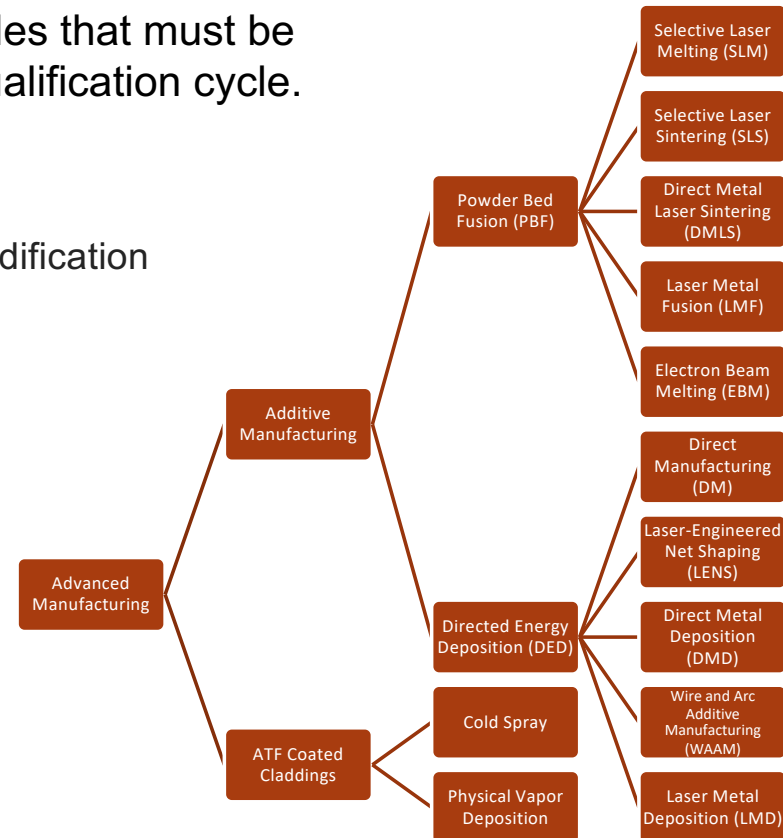 les that must be
alification cycle.
dification
Selective Laser
Melting (SLM)
Selective Laser
Sintering (SLS)
Powder Bed
Fusion (PBF)
Direct Metal
Laser Sintering
(DMLS)
Laser Metal
Fusion (LMF)
Electron Beam
Melting (EBM)
Additive
Manufacturing
Direct
Manufacturing
(DM)
Laser-Engineered
Net Shaping
(LENS)
Advanced
Manufacturing
Directed Energy
Deposition (DED)
Direct Metal
Deposition
(DMD)
Wire and Arc
Additive
Manufacturing
(WAAM)
Cold Spray
ATF Coated
Claddings
Physical Vapor
Deposition
Laser Metal
Deposition (LMD)